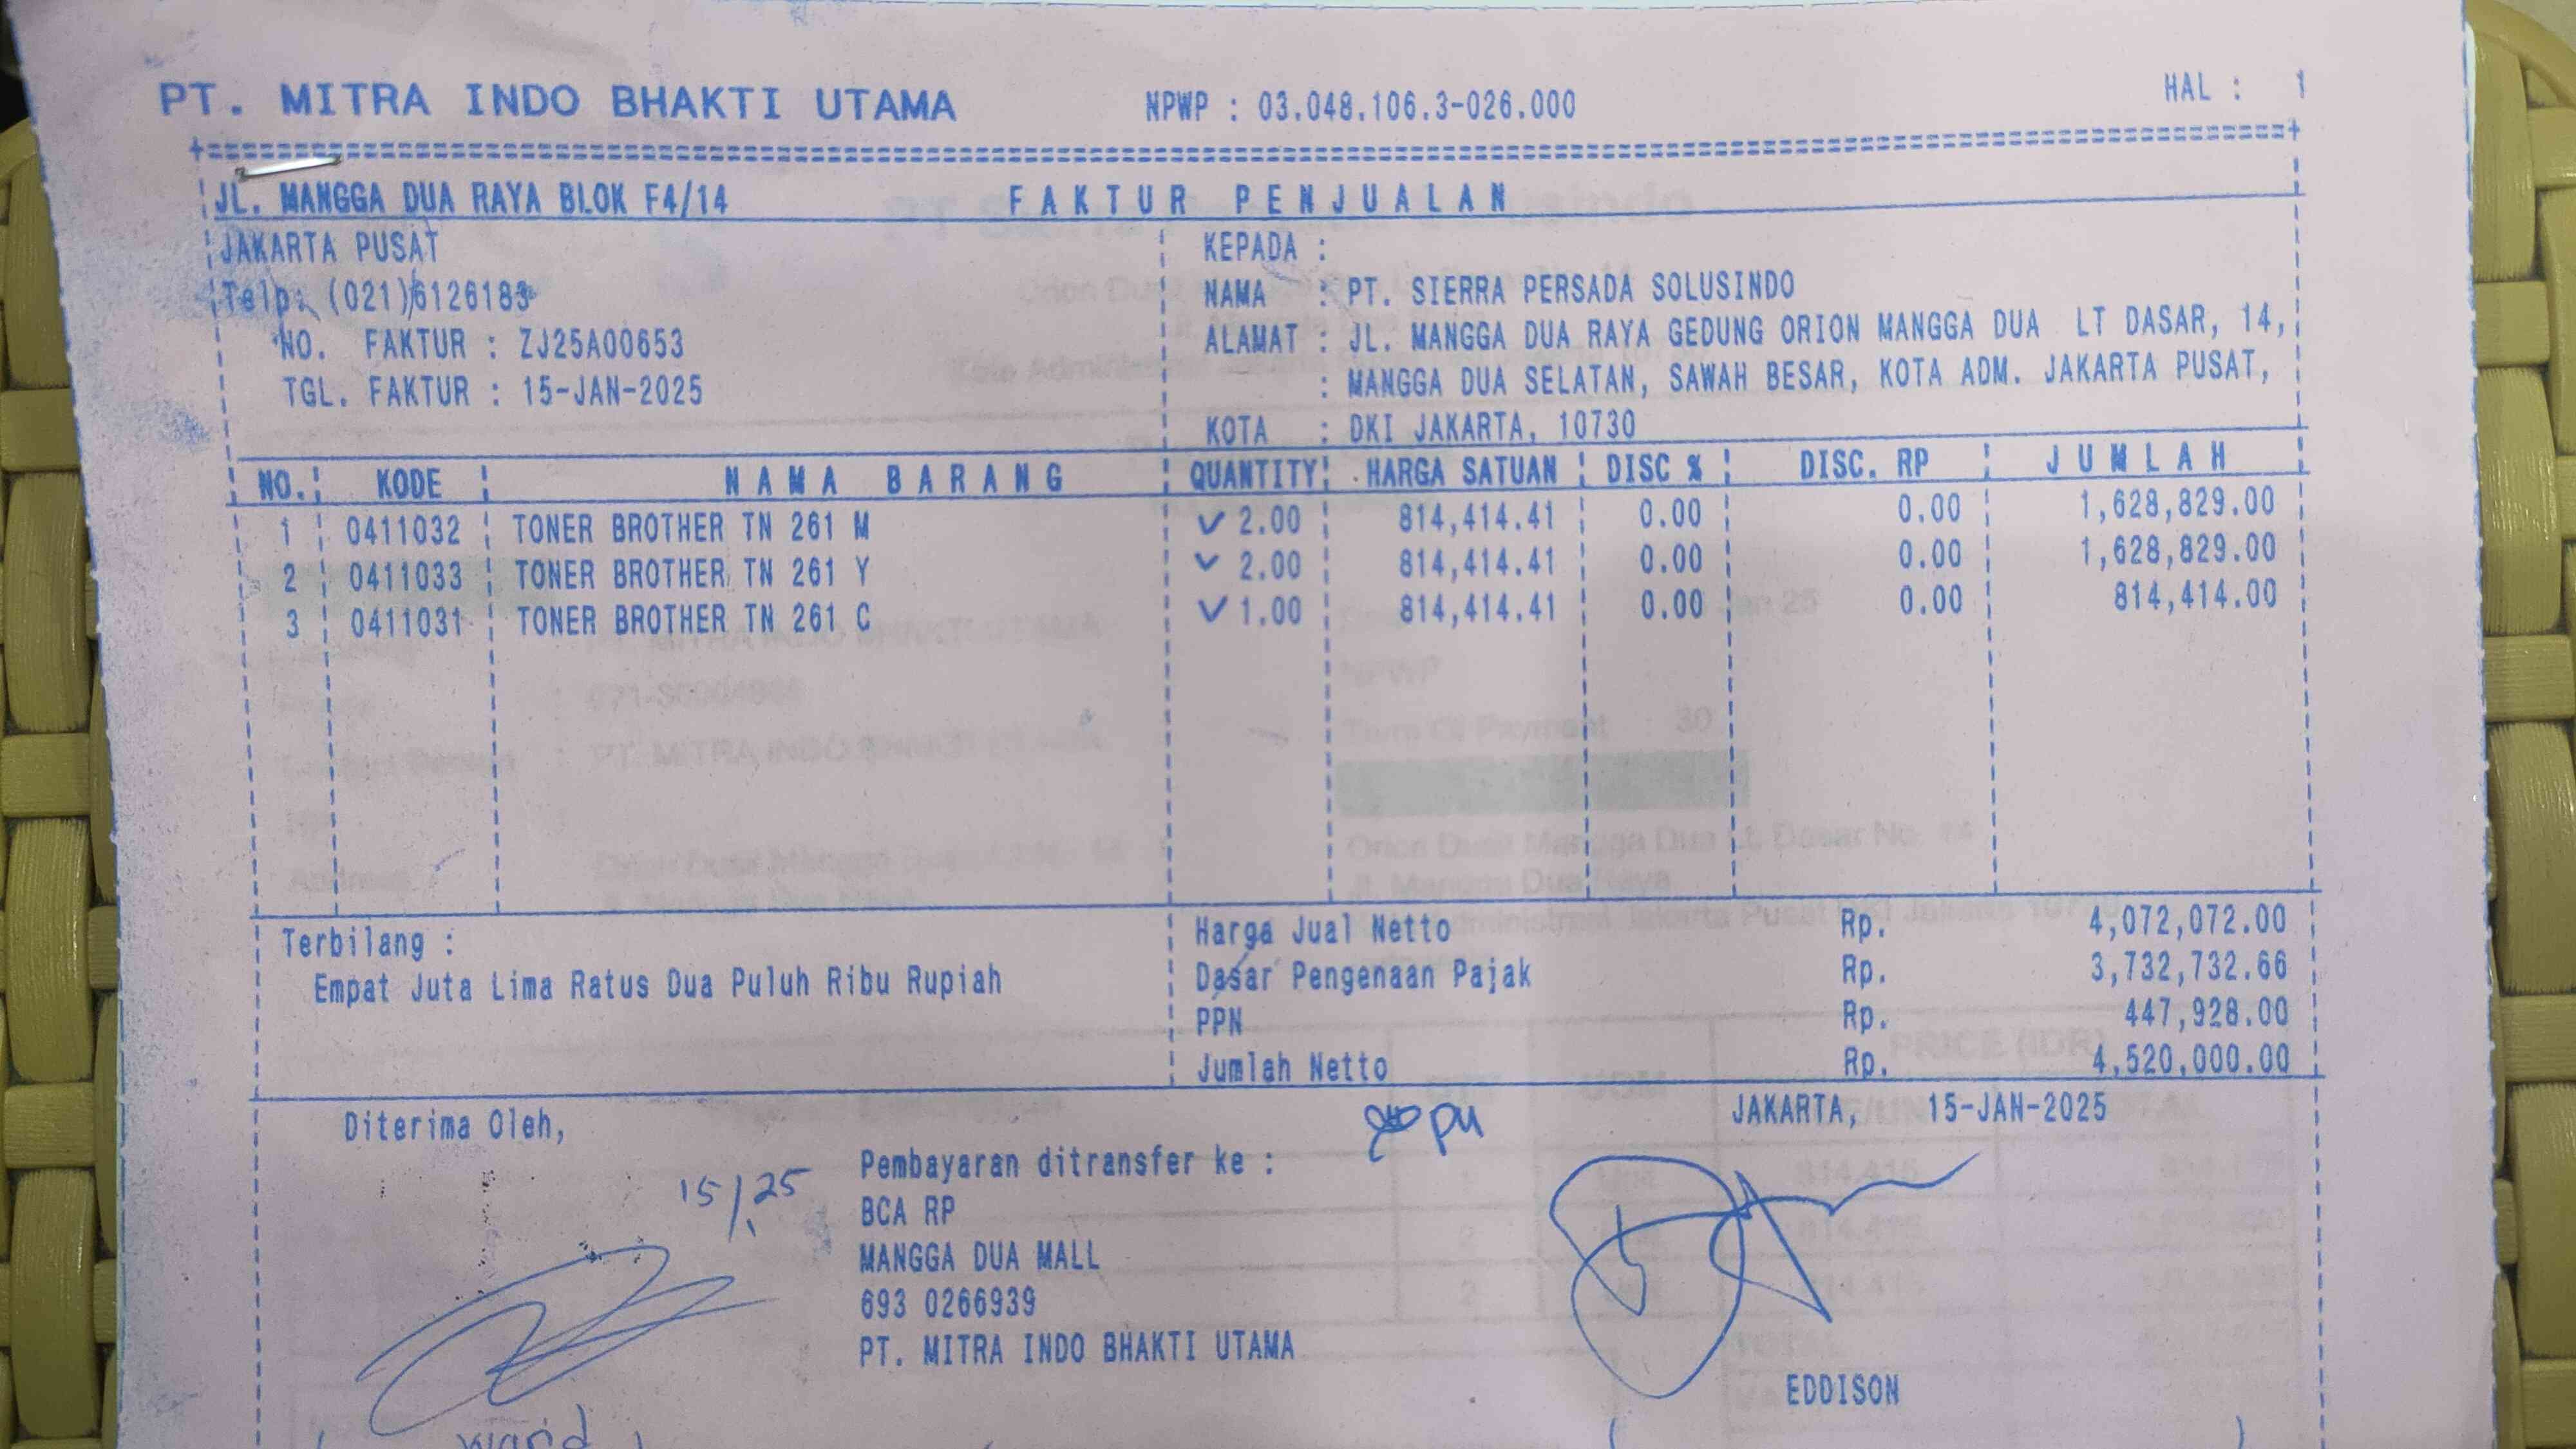 PT. MITRA INDO BHAKTI UTAMA NPWP : 03.048.106.3-026.000 HAL : 1
JL. MANGGA DUA RAYA BLOK F4/14 FAKTUR PENJUALAN
JAKARTA PUSAT
Telp: (021)6126183
NO. FAKTUR : ZJ25A00653
TGL. FAKTUR : 15-JAN-2025
KEPADA :
NAMA : PT. SIERRA PERSADA SOLUSINDO
ALAMAT : JL. MANGGA DUA RAYA GEDUNG ORION MANGGA DUA LT DASAR, 14,
: MANGGA DUA SELATAN, SAWAH BESAR, KOTA ADM. JAKARTA PUSAT,
KOTA : DKI JAKARTA, 10730
NO. KODE NAMA BARANG QUANTITY HARGA SATUAN DISC % DISC. RP JUMLAH
1 0411032 TONER BROTHER TN 261 M ✓ 2.00 814,414.41 0.00 0.00 1,628,829.00
2 0411033 TONER BROTHER TN 261 Y ✓ 2.00 814,414.41 0.00 0.00 1,628,829.00
3 0411031 TONER BROTHER TN 261 C ✓ 1.00 814,414.41 0.00 0.00 814,414.00
Terbilang :
Empat Juta Lima Ratus Dua Puluh Ribu Rupiah
Harga Jual Netto Rp. 4,072,072.00
Dasar Pengenaan Pajak Rp. 3,732,732.66
PPN Rp. 447,928.00
Jumlah Netto Rp. 4,520,000.00
Diterima Oleh,
15/1 25
Pembayaran ditransfer ke :
BCA RP
MANGGA DUA MALL
693 0266939
PT. MITRA INDO BHAKTI UTAMA
JAKARTA, 15-JAN-2025
EDDISON